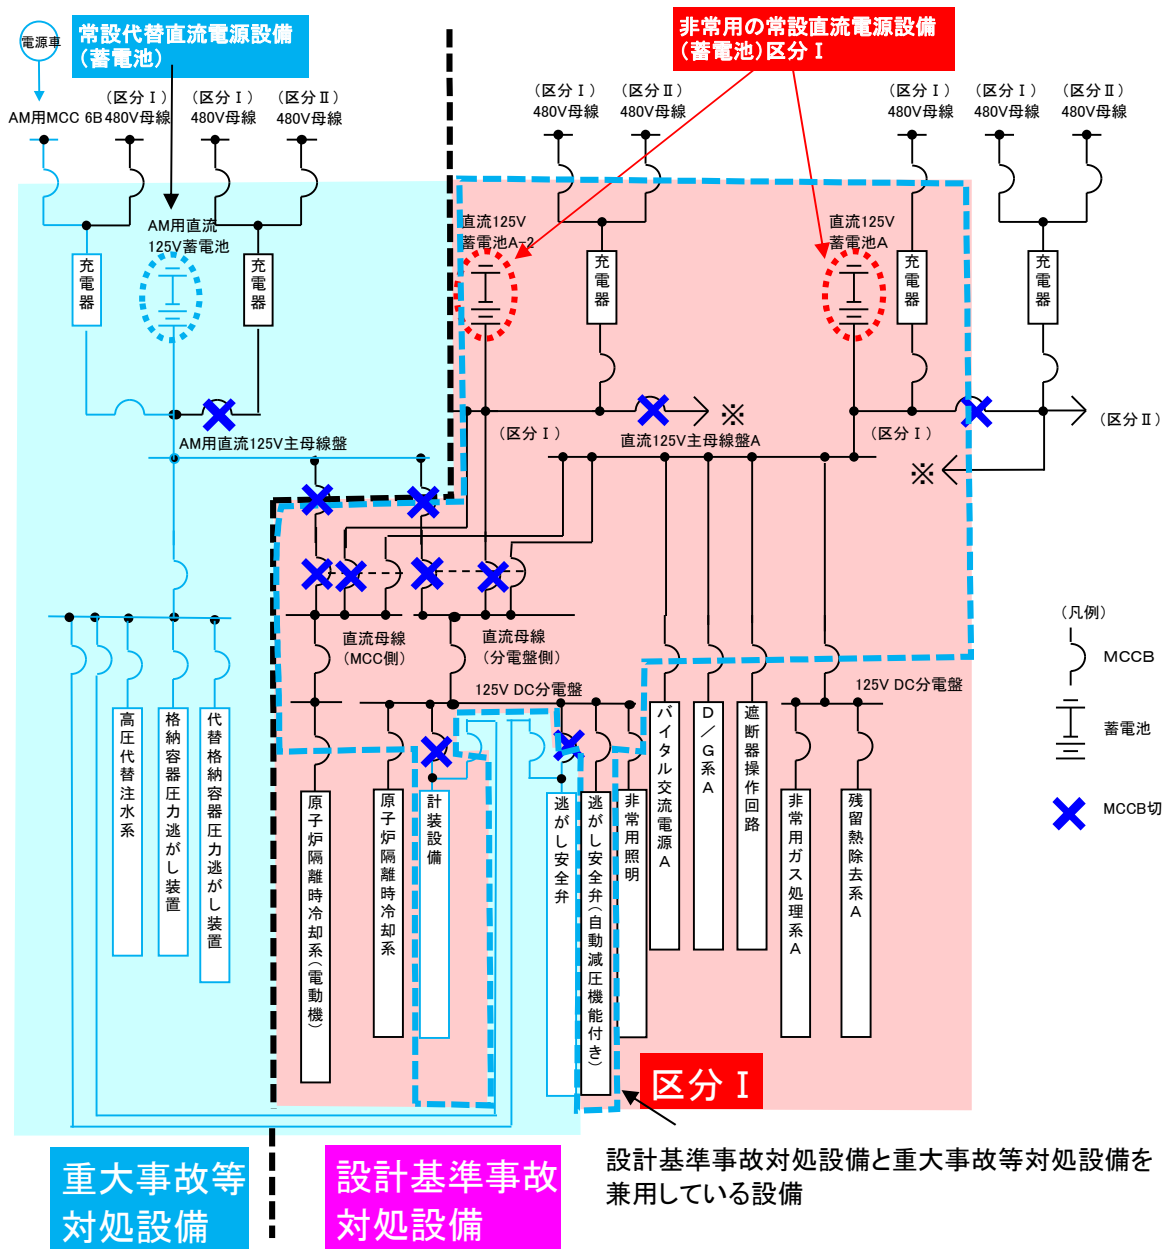 電源車
常設代替直流電源設備
（蓄電池）
非常用の常設直流電源設備
（蓄電池）区分Ⅰ
AM用MCC 6B
（区分Ⅰ）
480V母線
（区分Ⅰ）
480V母線
（区分Ⅱ）
480V母線
（区分Ⅰ）
480V母線
（区分Ⅱ）
480V母線
（区分Ⅰ）
480V母線
（区分Ⅰ）
480V母線
（区分Ⅱ）
480V母線
AM用直流
125V蓄電池
直流125V
蓄電池A-2
直流125V
蓄電池A
充電器
充電器
充電器
充電器
充電器
※
（区分Ⅰ）
（区分Ⅰ）
（区分Ⅱ）
AM用直流125V主母線盤
直流125V主母線盤A
※
直流母線
（MCC側）
直流母線
（分電盤側）
125V DC分電盤
125V DC分電盤
（凡例）
MCCB
蓄電池
MCCB切
高圧代替注水系
格納容器圧力逃がし装置
代替格納容器圧力逃がし装置
原子炉隔離時冷却系（電動機）
原子炉隔離時冷却系
計装設備
逃がし安全弁
逃がし安全弁（自動減圧機能付き）
非常用照明
バイタル交流電源A
D／G系A
遮断器操作回路
非常用ガス処理系A
残留熱除去系A
区分Ⅰ
重大事故等
対処設備
設計基準事故
対処設備
設計基準事故対処設備と重大事故等対処設備を
兼用している設備